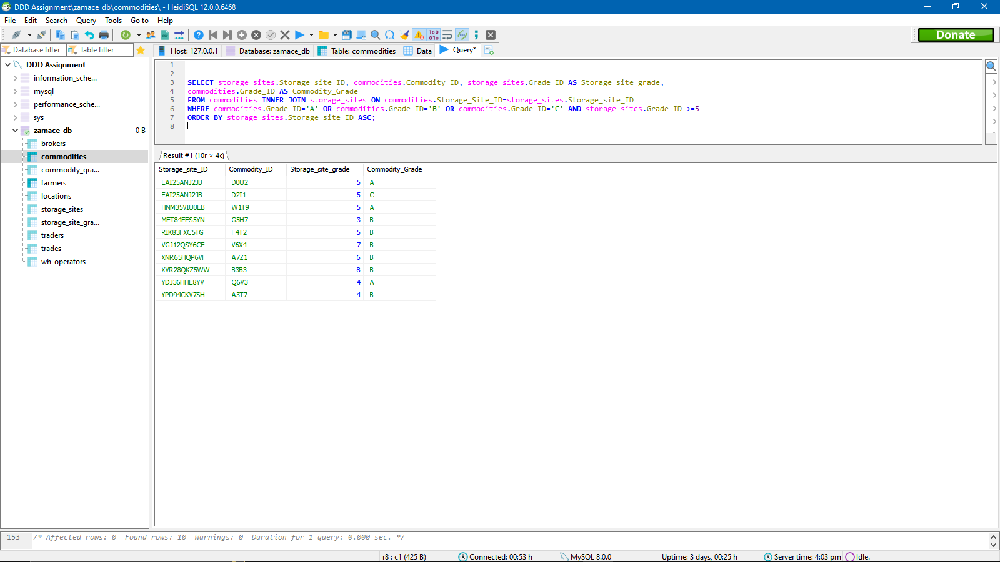 DDD Assignment\zamace_db\commodities\ - HeidiSQL 12.0.0.6468
File Edit Search Query Tools Go to Help
Donate
Database filter Table filter
Host: 127.0.0.1 Database: zamace_db Table: commodities Data Query*
DDD Assignment
information_sche...
mysql
performance_sche...
sys
zamace_db 0 B
brokers
commodities
commodity_gra...
farmers
locations
storage_sites
storage_site_gra...
traders
trades
wh_operators
1
2
3 SELECT storage_sites.Storage_site_ID, commodities.Commodity_ID, storage_sites.Grade_ID AS Storage_site_grade,
4 commodities.Grade_ID AS Commodity_Grade
5 FROM commodities INNER JOIN storage_sites ON commodities.Storage_Site_ID=storage_sites.Storage_site_ID
6 WHERE commodities.Grade_ID='A' OR commodities.Grade_ID='B' OR commodities.Grade_ID='C' AND storage_sites.Grade_ID >=5
7 ORDER BY storage_sites.Storage_site_ID ASC;
8
Result #1 (10r × 4c)
Storage_site_ID Commodity_ID Storage_site_grade Commodity_Grade
EAI25ANJ2JB D0U2 5 A
EAI25ANJ2JB D2I1 5 C
HNM35VIU0EB W1T9 5 A
MFT84EFS5YN G5H7 3 B
RIK83FXC5TG F4T2 5 B
VGJ12QSY6CF V6X4 7 B
XNR65HQP6VF A7Z1 6 B
XVR28QKZ5WW B3B3 8 B
YDJ36HHE8YV Q6V3 4 A
YPD94CKV7SH A3T7 4 B
153 /* Affected rows: 0 Found rows: 10 Warnings: 0 Duration for 1 query: 0.000 sec. */
r8 : c1 (425 B) Connected: 00:53 h MySQL 8.0.0 Uptime: 3 days, 00:25 h Server time: 4:03 pm Idle.